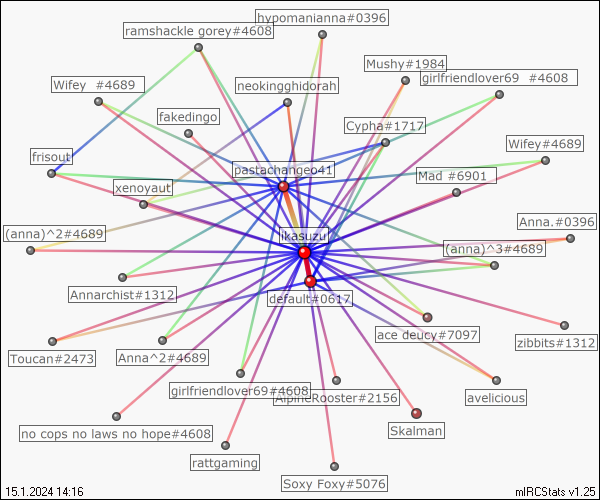 hypomanianna#0396
ramshackle gorey#4608
Mushy#1984
girlfriendlover69 #4608
Wifey #4689
neokingghidorah
fakedingo
Cypha#1717
Wifey#4689
frisout
pastachangeo41
Mad #6901
xenoyaut
Anna.#0396
(anna)^2#4689
likasuzu
(anna)^3#4689
Annarchist#1312
default#0617
ace deucy#7097
zibbits#1312
Toucan#2473
Anna^2#4689
girlfriendlover69#4608
AlpineRooster#2156
avelicious
no cops no laws no hope#4608
Skalman
rattgaming
Soxy Foxy#5076
15.1.2024 14:16
mIRCStats v1.25